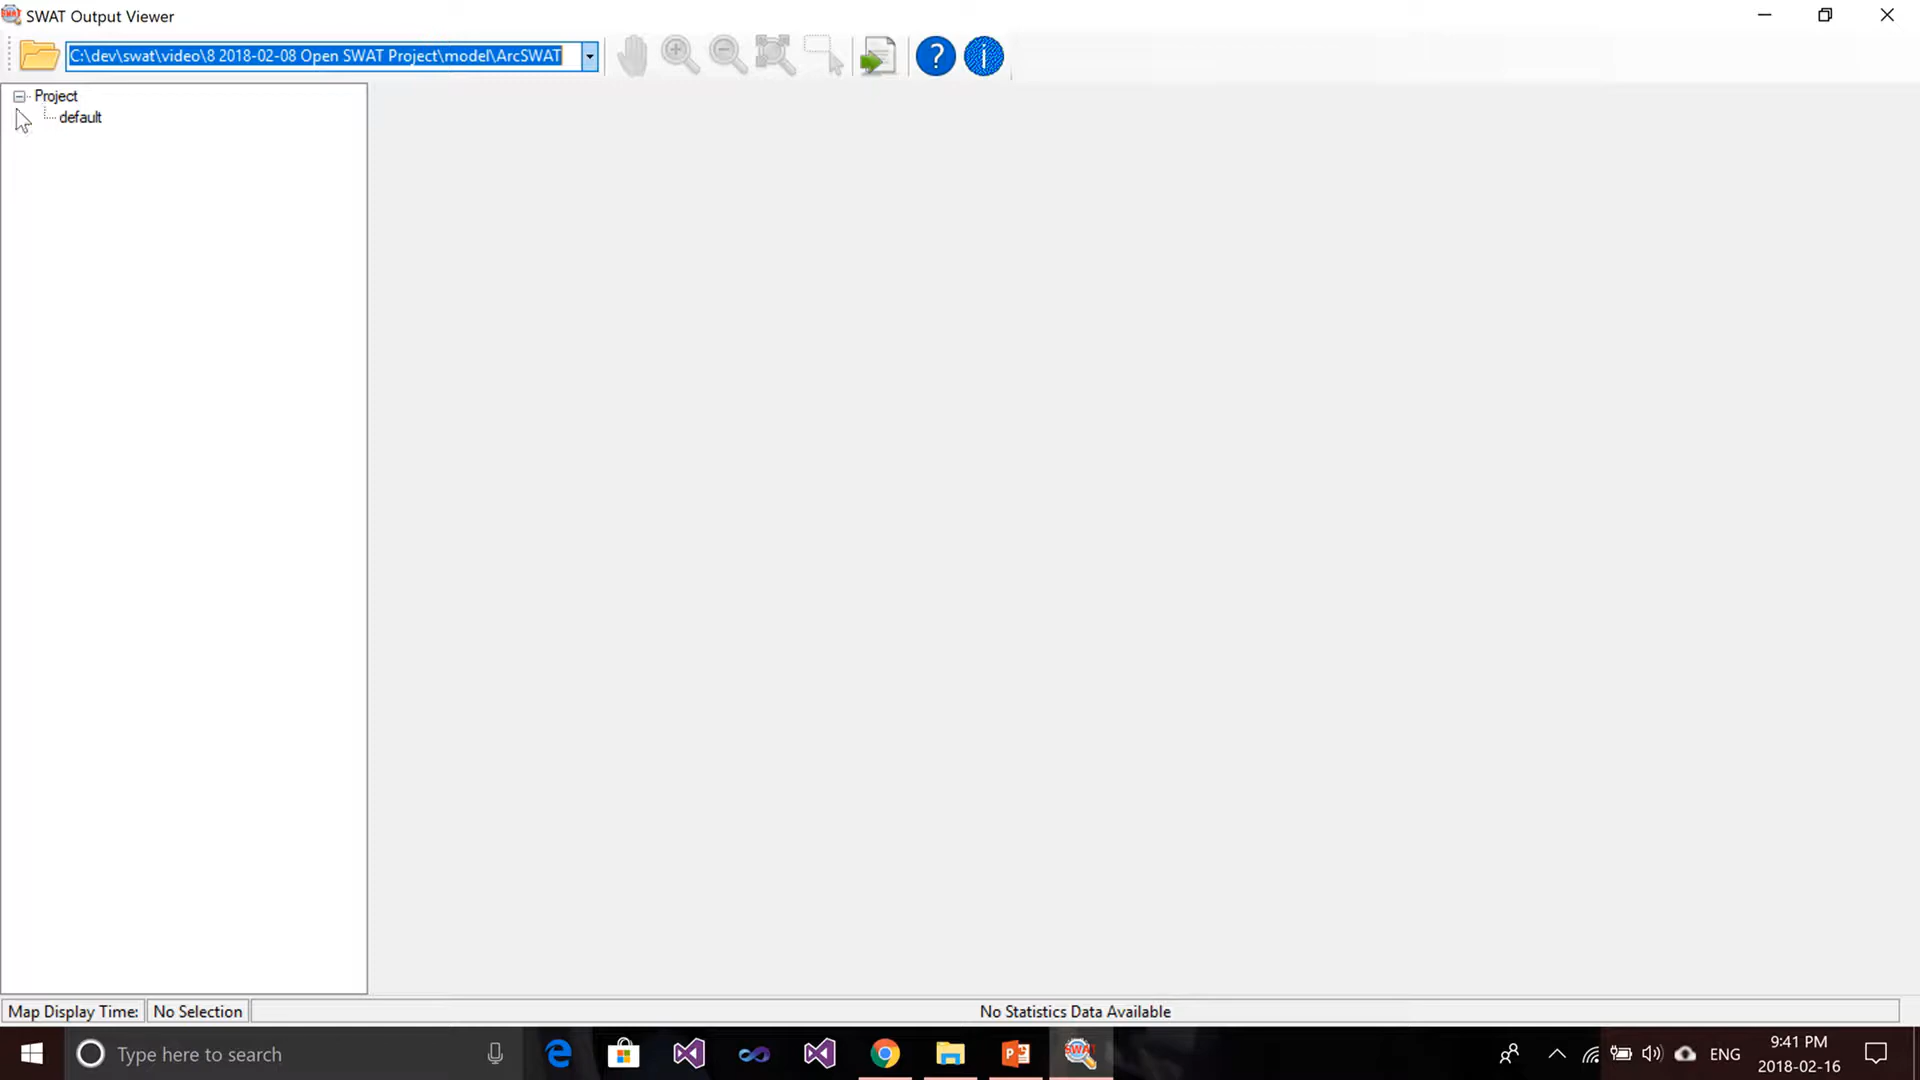 SWAT Output Viewer
C:\dev\swat\video\8 2018-02-08 Open SWAT Project\model\ArcSWAT
Project
default
Map Display Time:
No Selection
No Statistics Data Available
Type here to search
ENG
9:41 PM
2018-02-16